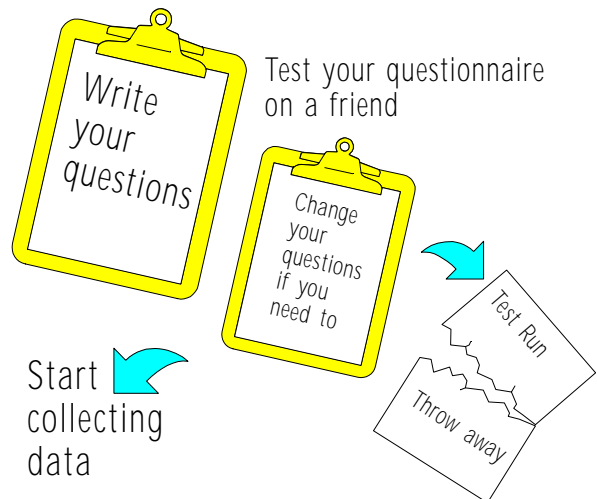 Write
your
questions
Test your questionnaire
on a friend
Change
your
questions
if you
need to
Test Run
Throw away
Start
collecting
data